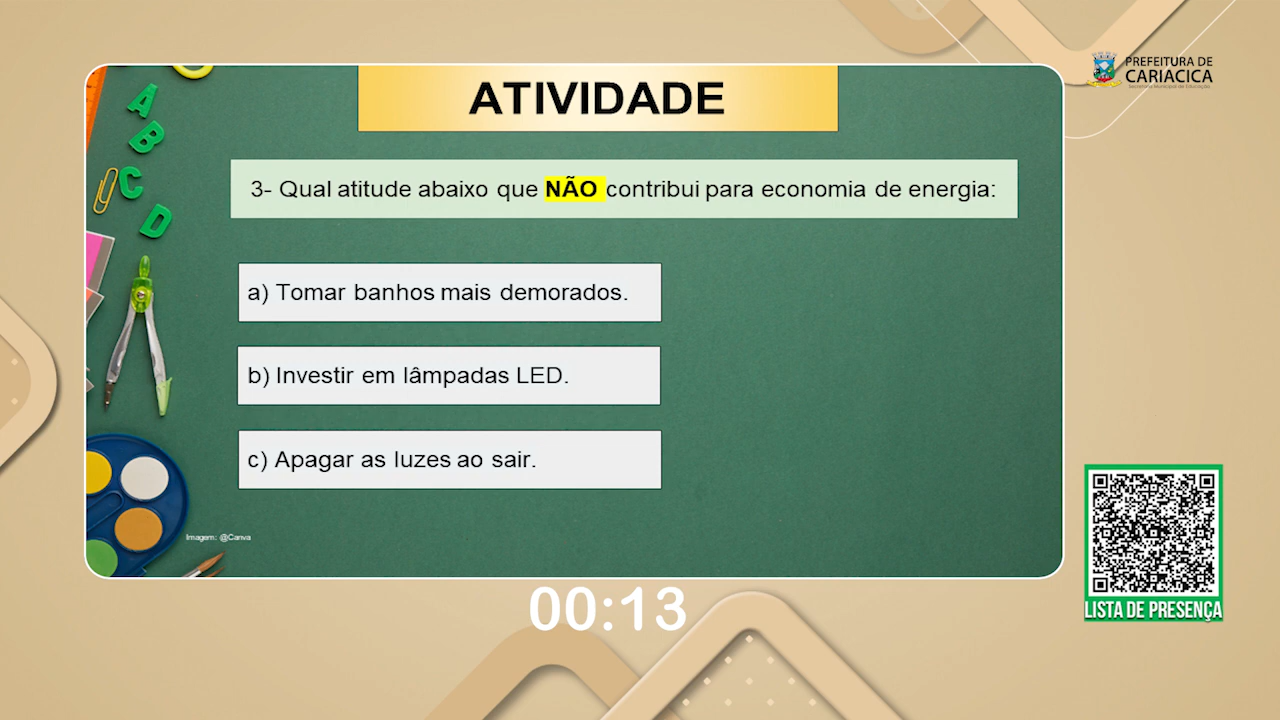 PREFEITURA DE
CARIACICA
Secretaria Municipal de Educação
ATIVIDADE
A
B
C
D
3- Qual atitude abaixo que NÃO contribui para economia de energia:
a) Tomar banhos mais demorados.
b) Investir em lâmpadas LED.
c) Apagar as luzes ao sair.
Imagem: @Canva
00:13
LISTA DE PRESENÇA